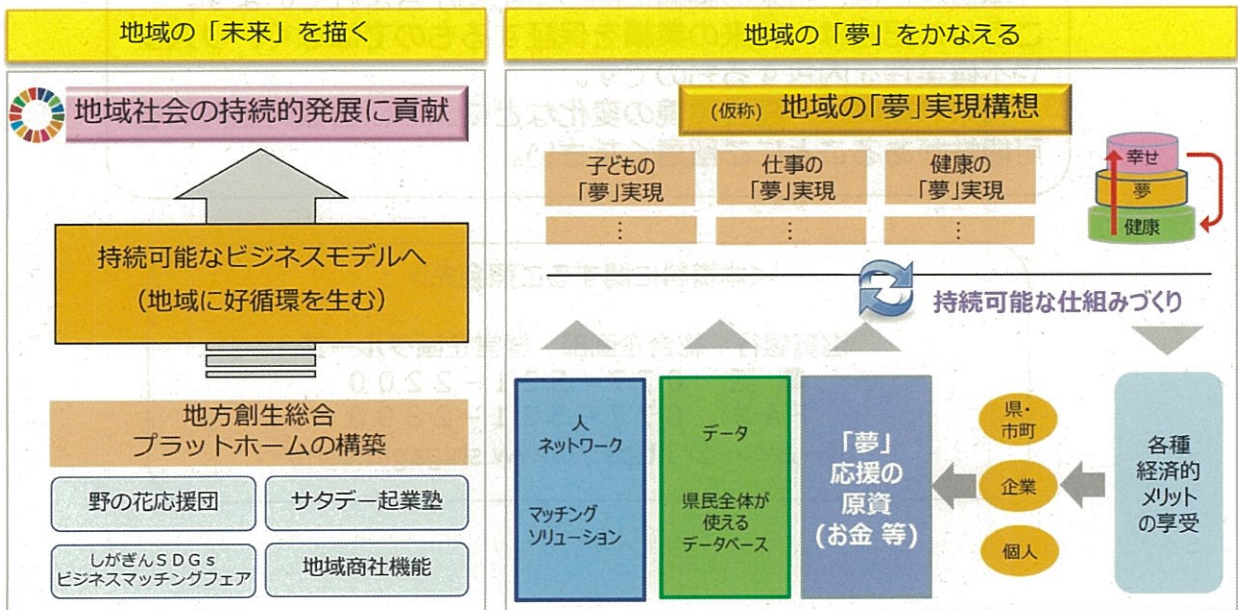 地域の「未来」を描く
地域社会の持続的発展に貢献
持続可能なビジネスモデルへ
(地域に好循環を生む)
地方創生総合
プラットホームの構築
野の花応援団
サタデー起業塾
しがぎんSDGs
ビジネスマッチングフェア
地域商社機能
地域の「夢」をかなえる
(仮称) 地域の「夢」実現構想
子どもの
「夢」実現
仕事の
「夢」実現
健康の
「夢」実現
⋮
⋮
⋮
幸せ
夢
健康
持続可能な仕組みづくり
人
ネットワーク
マッチング
ソリューション
データ
県民全体が
使える
データベース
「夢」
応援の
原資
(お金 等)
県・
市町
企業
個人
各種
経済的
メリット
の享受